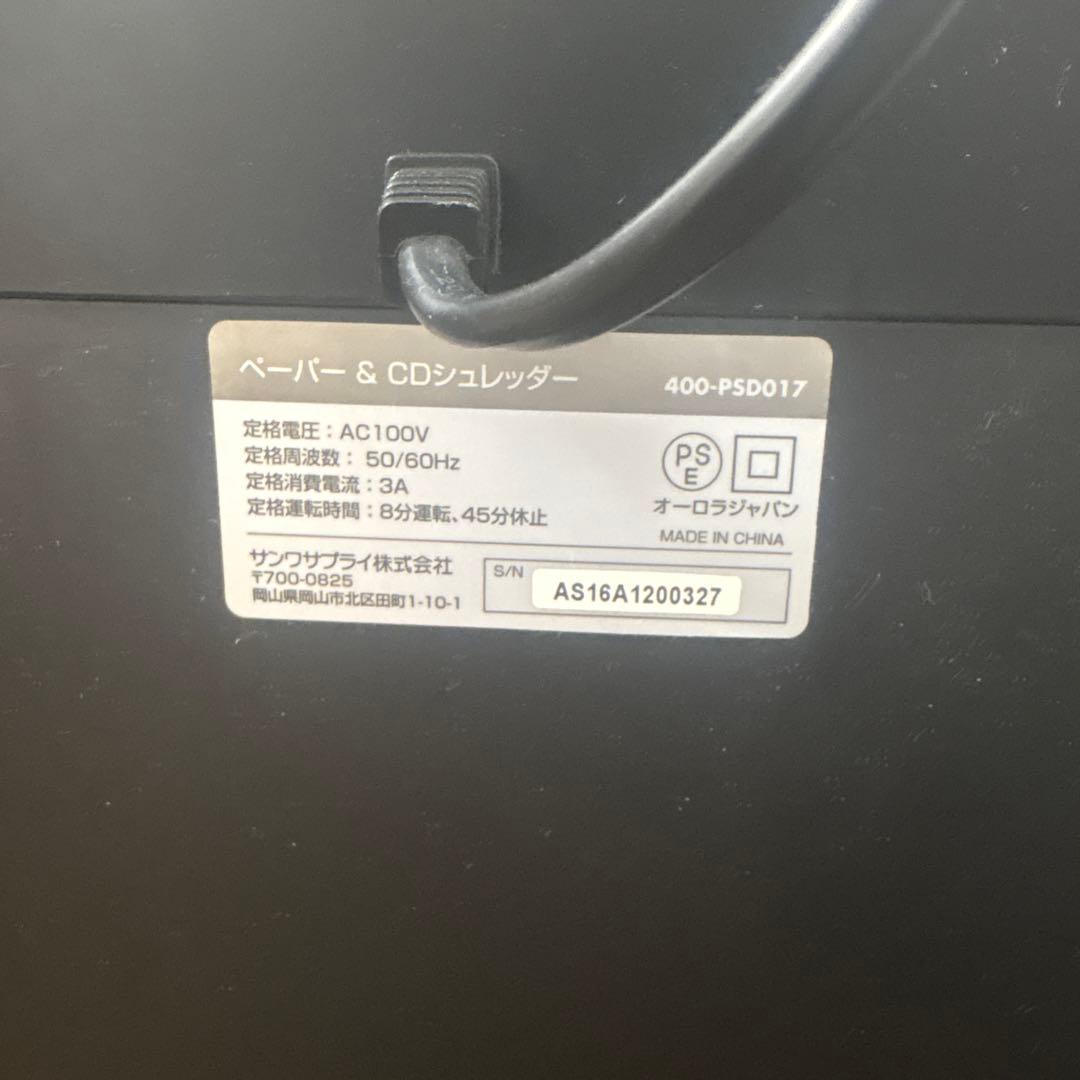 ペーパー & CDシュレッダー 400-PSD017
定格電圧：AC100V
定格周波数： 50/60Hz
定格消費電流：3A
定格運転時間：8分運転、45分休止
PS
E
オーロラジャパン
MADE IN CHINA
サンワサプライ株式会社
〒700-0825
岡山県岡山市北区田町1-10-1
S/N AS16A1200327